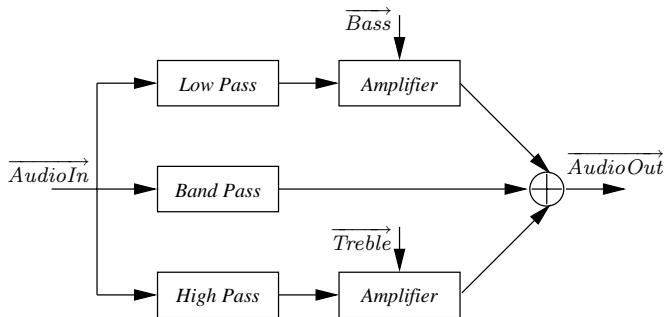 Bass
Low Pass
Amplifier
AudioIn
AudioOut
Band Pass
Treble
High Pass
Amplifier